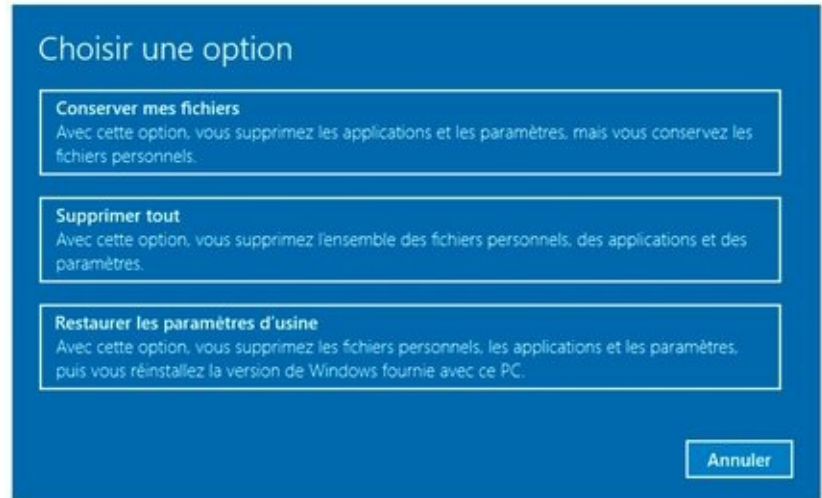 Choisir une option
Conserver mes fichiers
Avec cette option, vous supprimez les applications et les paramètres, mais vous conservez les
fichiers personnels.
Supprimer tout
Avec cette option, vous supprimez l'ensemble des fichiers personnels, des applications et des
paramètres.
Restaurer les paramètres d'usine
Avec cette option, vous supprimez les fichiers personnels, les applications et les paramètres,
puis vous réinstallez la version de Windows fournie avec ce PC.
Annuler